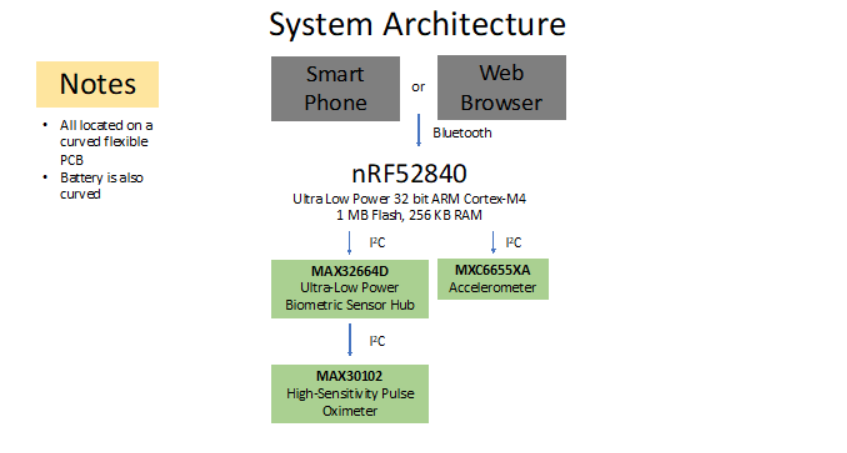 System Architecture
Notes
• All located on a
curved flexible
PCB
• Battery is also
curved
Smart
Phone
or
Web
Browser
Bluetooth
nRF52840
Ultra Low Power 32 bit ARM Cortex-M4
1 MB Flash, 256 KB RAM
I²C
I²C
MAX32664D
Ultra-Low Power
Biometric Sensor Hub
MXC6655XA
Accelerometer
I²C
MAX30102
High-Sensitivity Pulse
Oximeter